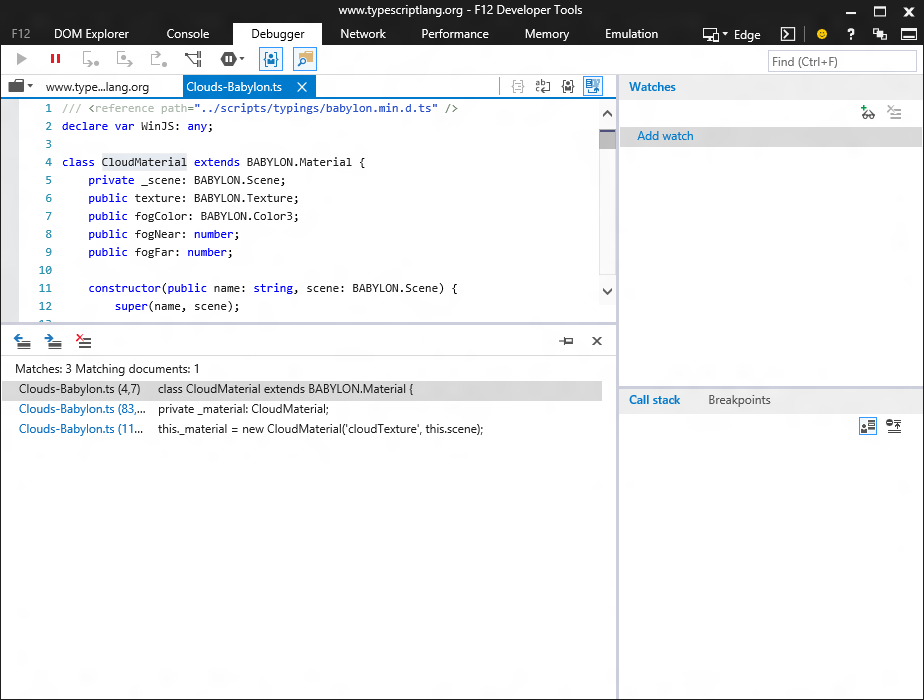 www.typescriptlang.org - F12 Developer Tools
F12 DOM Explorer Console Debugger Network Performance Memory Emulation Edge ?
Find (Ctrl+F)
www.type...lang.org Clouds-Babylon.ts
1 /// <reference path="../scripts/typings/babylon.min.d.ts" />
2 declare var WinJS: any;
3
4 class CloudMaterial extends BABYLON.Material {
5 private _scene: BABYLON.Scene;
6 public texture: BABYLON.Texture;
7 public fogColor: BABYLON.Color3;
8 public fogNear: number;
9 public fogFar: number;
10
11 constructor(public name: string, scene: BABYLON.Scene) {
12 super(name, scene);
Matches: 3 Matching documents: 1
Clouds-Babylon.ts (4,7) class CloudMaterial extends BABYLON.Material {
Clouds-Babylon.ts (83,... private _material: CloudMaterial;
Clouds-Babylon.ts (11... this._material = new CloudMaterial('cloudTexture', this.scene);
Watches
Add watch
Call stack Breakpoints